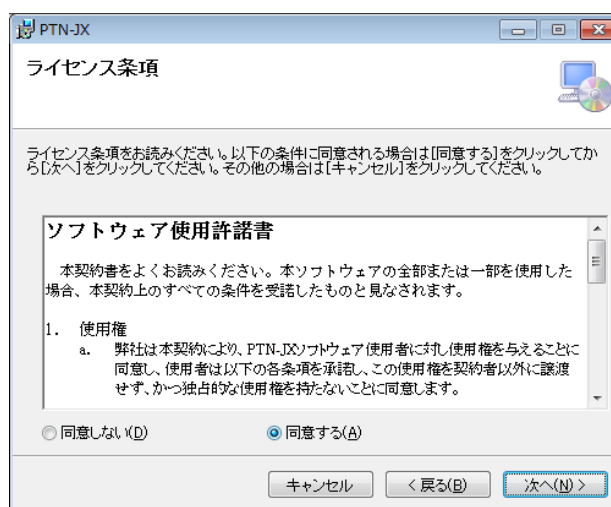 PTN-JX
ライセンス条項
ライセンス条項をお読みください。以下の条件に同意される場合は[同意する]をクリックしてか
ら[次へ]をクリックしてください。その他の場合は[キャンセル]をクリックしてください。
ソフトウェア使用許諾書
本契約書をよくお読みください。本ソフトウェアの全部または一部を使用した
場合、本契約上のすべての条件を受諾したものと見なされます。
1. 使用権
a. 弊社は本契約により、PTN-JXソフトウェア使用者に対し使用権を与えることに
同意し、使用者は以下の各条項を承諾し、この使用権を契約者以外に譲渡
せず、かつ独占的な使用権を持たないことに同意します。
同意しない(D)
同意する(A)
キャンセル
< 戻る(B)
次へ(N) >